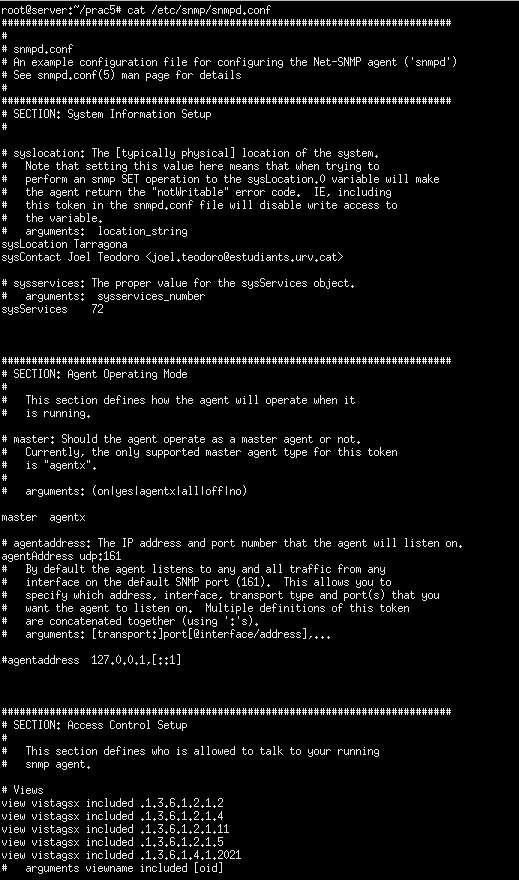 root@server:~/prac5# cat /etc/snmp/snmpd.conf
###########################################################################
#
# snmpd.conf
# An example configuration file for configuring the Net-SNMP agent ('snmpd')
# See snmpd.conf(5) man page for details
#
###########################################################################
# SECTION: System Information Setup
#

# syslocation: The [typically physical] location of the system.
#   Note that setting this value here means that when trying to
#   perform an snmp SET operation to the sysLocation.0 variable will make
#   the agent return the "notWritable" error code.  IE, including
#   this token in the snmpd.conf file will disable write access to
#   the variable.
#   arguments:  location_string
sysLocation Tarragona
sysContact Joel Teodoro <joel.teodoro@estudiants.urv.cat>

# sysservices: The proper value for the sysServices object.
#   arguments:  sysservices_number
sysServices    72

###########################################################################
# SECTION: Agent Operating Mode
#
#   This section defines how the agent will operate when it
#   is running.

# master: Should the agent operate as a master agent or not.
#   Currently, the only supported master agent type for this token
#   is "agentx".
#
#   arguments: (on|yes|agentx|all|off|no)

master  agentx

# agentaddress: The IP address and port number that the agent will listen on.
agentAddress udp:161
#   By default the agent listens to any and all traffic from any
#   interface on the default SNMP port (161).  This allows you to
#   specify which address, interface, transport type and port(s) that you
#   want the agent to listen on.  Multiple definitions of this token
#   are concatenated together (using ':'s).
#   arguments: [transport:]port[@interface/address],...

#agentaddress  127.0.0.1,[::1]

###########################################################################
# SECTION: Access Control Setup
#
#   This section defines who is allowed to talk to your running
#   snmp agent.

# Views
view vistagsx included .1.3.6.1.2.1.2
view vistagsx included .1.3.6.1.2.1.4
view vistagsx included .1.3.6.1.2.1.11
view vistagsx included .1.3.6.1.2.1.5
view vistagsx included .1.3.6.1.4.1.2021
#   arguments viewname included [oid]